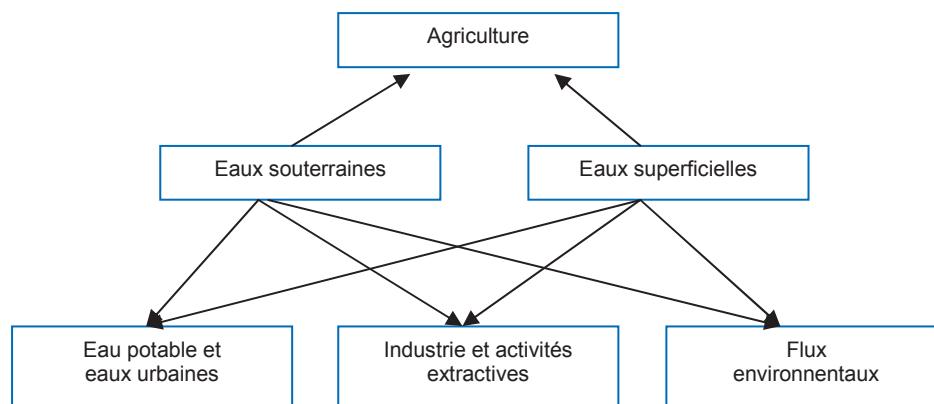 Agriculture
Eaux souterraines
Eaux superficielles
Eau potable et
eaux urbaines
Industrie et activités
extractives
Flux
environnentaux